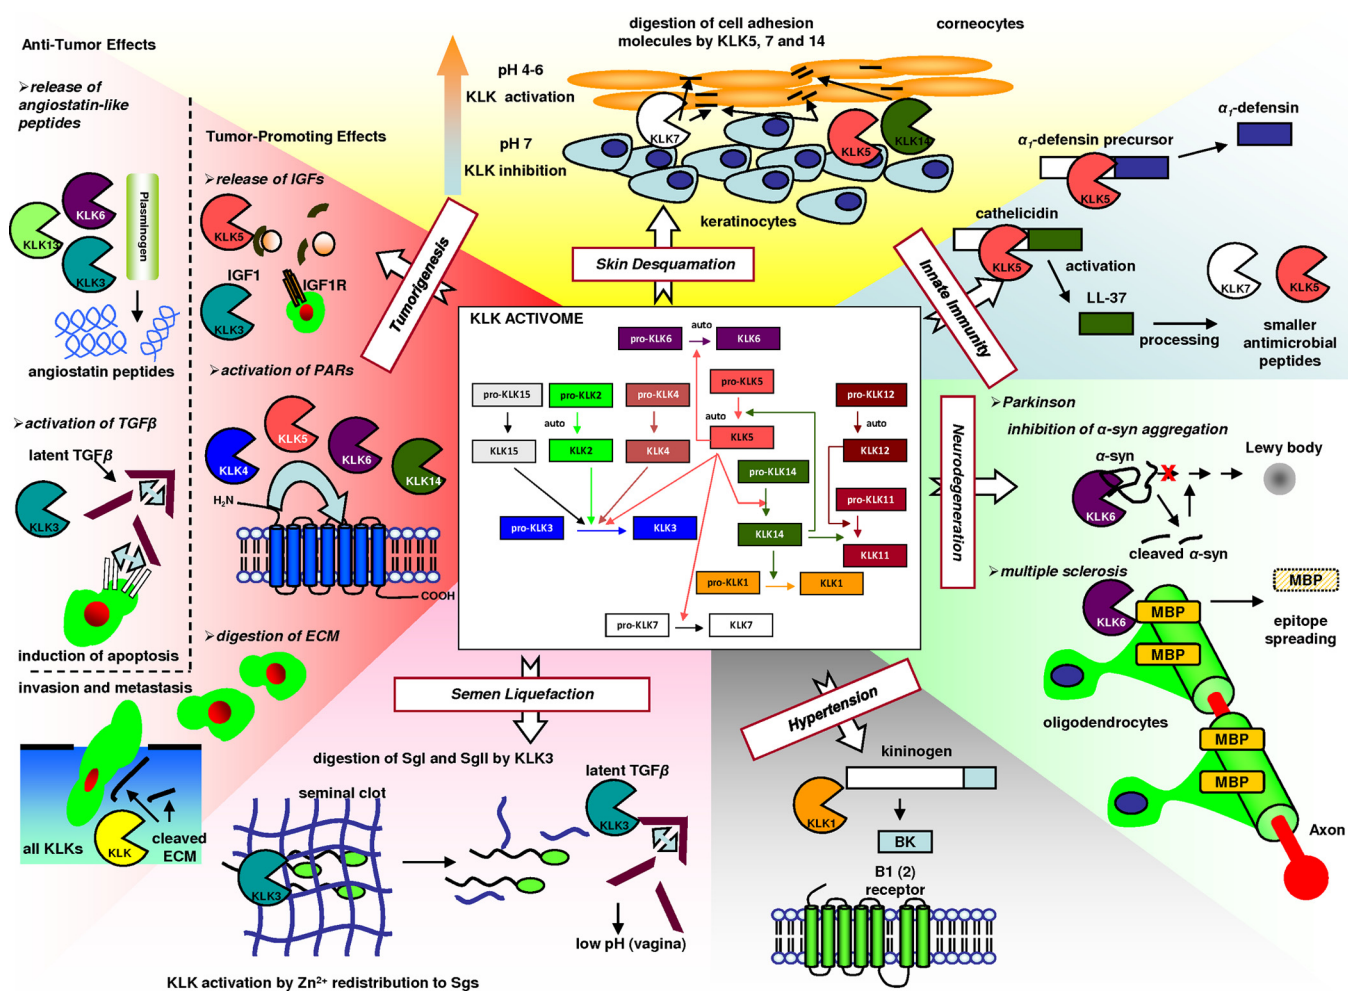 Anti-Tumor Effects
➢release of
angiostatin-like
peptides
KLK6
KLK13
KLK3
Plasminogen
angiostatin peptides
➢activation of TGFβ
latent TGFβ
KLK3
induction of apoptosis
Tumor-Promoting Effects
➢release of IGFs
KLK5
IGF1
IGF1R
KLK3
➢activation of PARs
KLK5
KLK4
KLK6
KLK14
H₂N
COOH
➢digestion of ECM
invasion and metastasis
all KLKs
KLK
cleaved
ECM
Tumorigenesis
digestion of cell adhesion
molecules by KLK5, 7 and 14
corneocytes
pH 4-6
KLK activation
pH 7
KLK inhibition
KLK7
KLK5
KLK14
keratinocytes
Skin Desquamation
α₁-defensin
α₁-defensin precursor
KLK5
cathelicidin
KLK5
activation
LL-37
processing
KLK7
KLK5
smaller
antimicrobial
peptides
Innate Immunity
KLK ACTIVOME
pro-KLK6
auto
KLK6
pro-KLK15
pro-KLK2
pro-KLK4
pro-KLK5
pro-KLK12
auto
auto
auto
KLK15
KLK2
KLK4
KLK5
KLK12
pro-KLK14
pro-KLK11
pro-KLK3
KLK3
KLK14
KLK11
pro-KLK1
KLK1
pro-KLK7
KLK7
Neurodegeneration
➢Parkinson
inhibition of α-syn aggregation
α-syn
X
Lewy body
KLK6
cleaved α-syn
➢multiple sclerosis
KLK6
MBP
MBP
MBP
epitope
spreading
oligodendrocytes
MBP
MBP
Axon
Semen Liquefaction
digestion of SgI and SgII by KLK3
seminal clot
KLK3
latent TGFβ
KLK3
low pH (vagina)
KLK activation by Zn²⁺ redistribution to Sgs
Hypertension
kininogen
KLK1
BK
B1 (2)
receptor